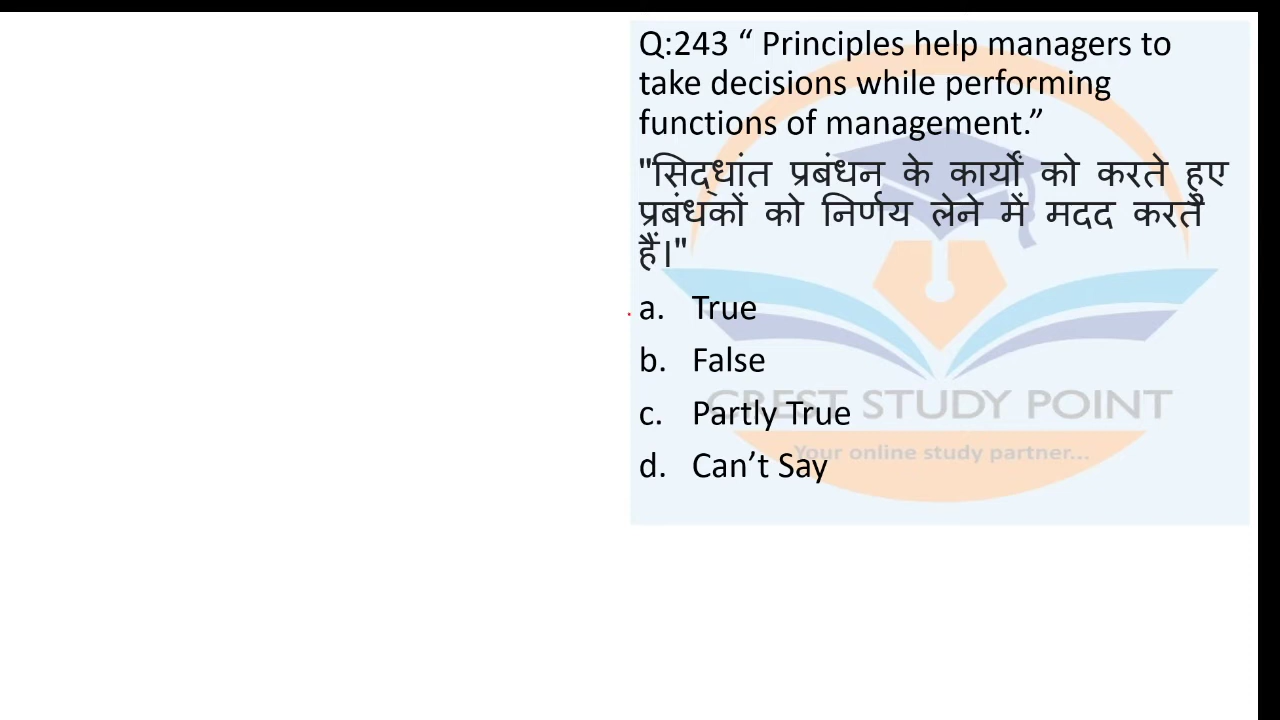 Q:243 “ Principles help managers to
take decisions while performing
functions of management.”
"सिद्धांत प्रबंधन के कार्यों को करते हुए
प्रबंधकों को निर्णय लेने में मदद करते
हैं।"
a. True
b. False
c. Partly True
d. Can’t Say
CREST STUDY POINT
Your online study partner...